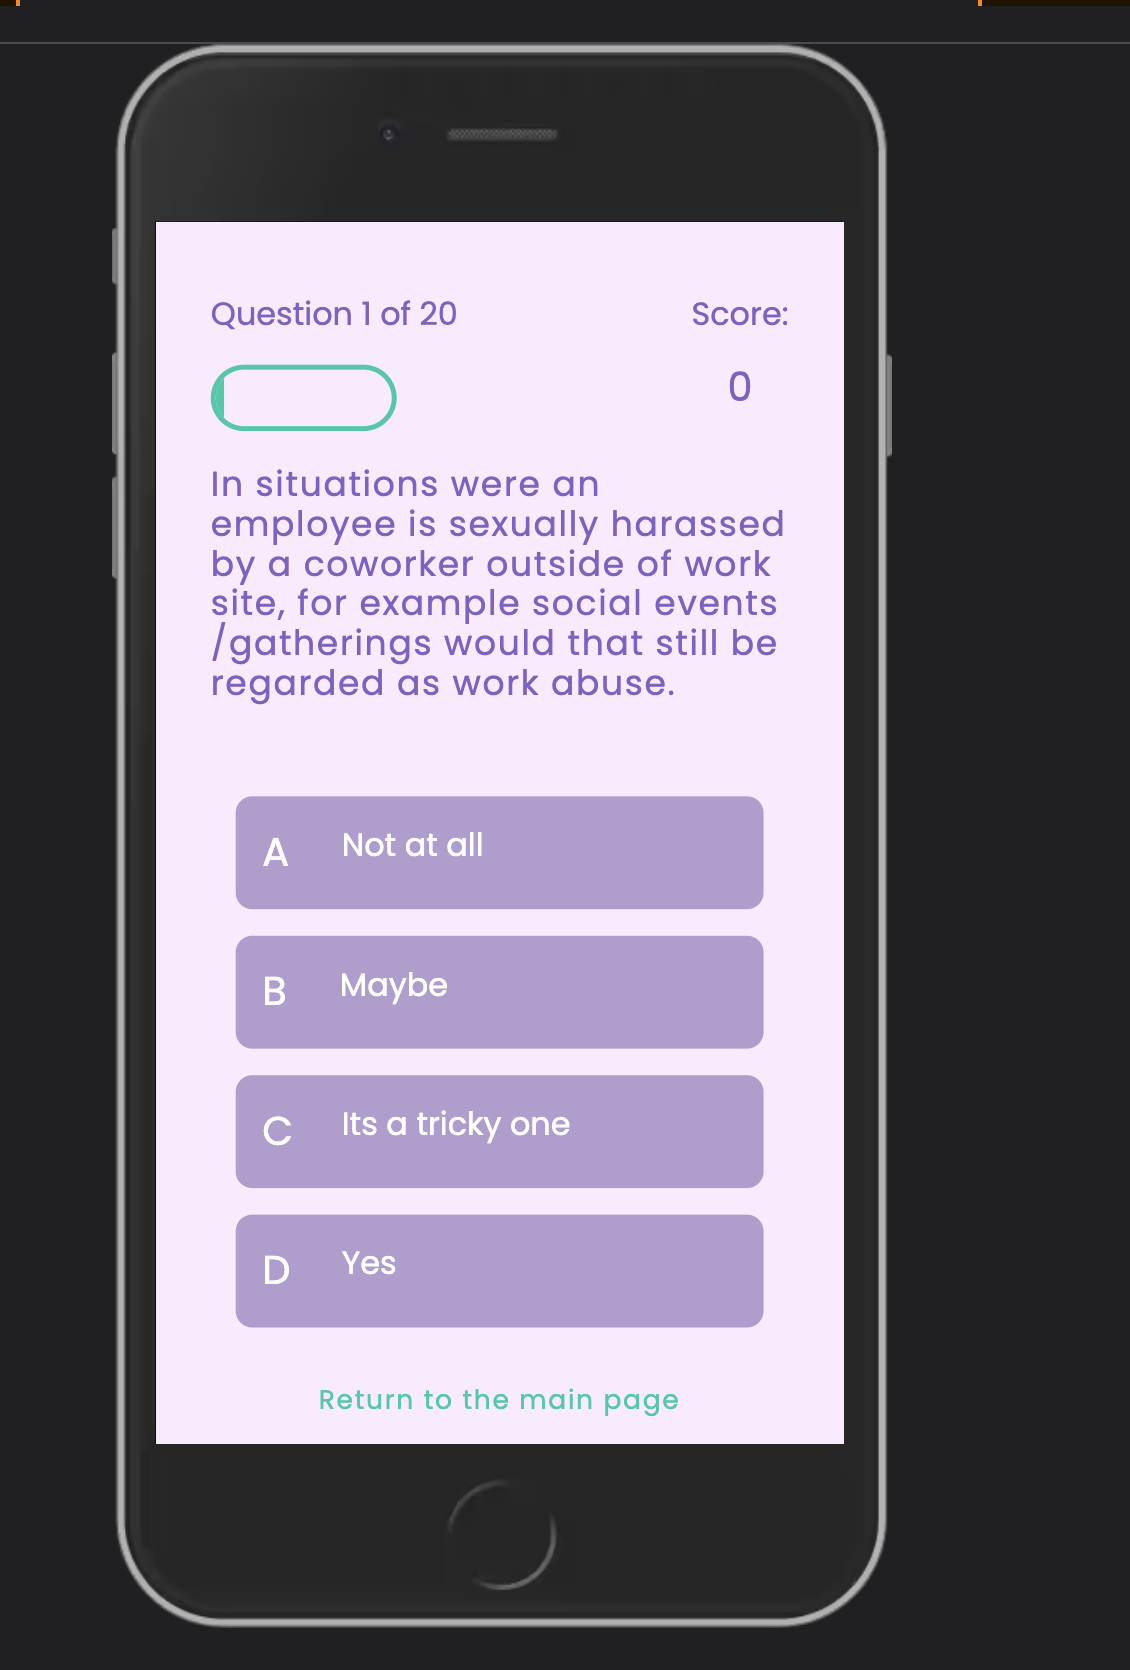 Question 1 of 20
Score:
0
In situations were an
employee is sexually harassed
by a coworker outside of work
site, for example social events
/gatherings would that still be
regarded as work abuse.
A Not at all
B Maybe
C Its a tricky one
D Yes
Return to the main page